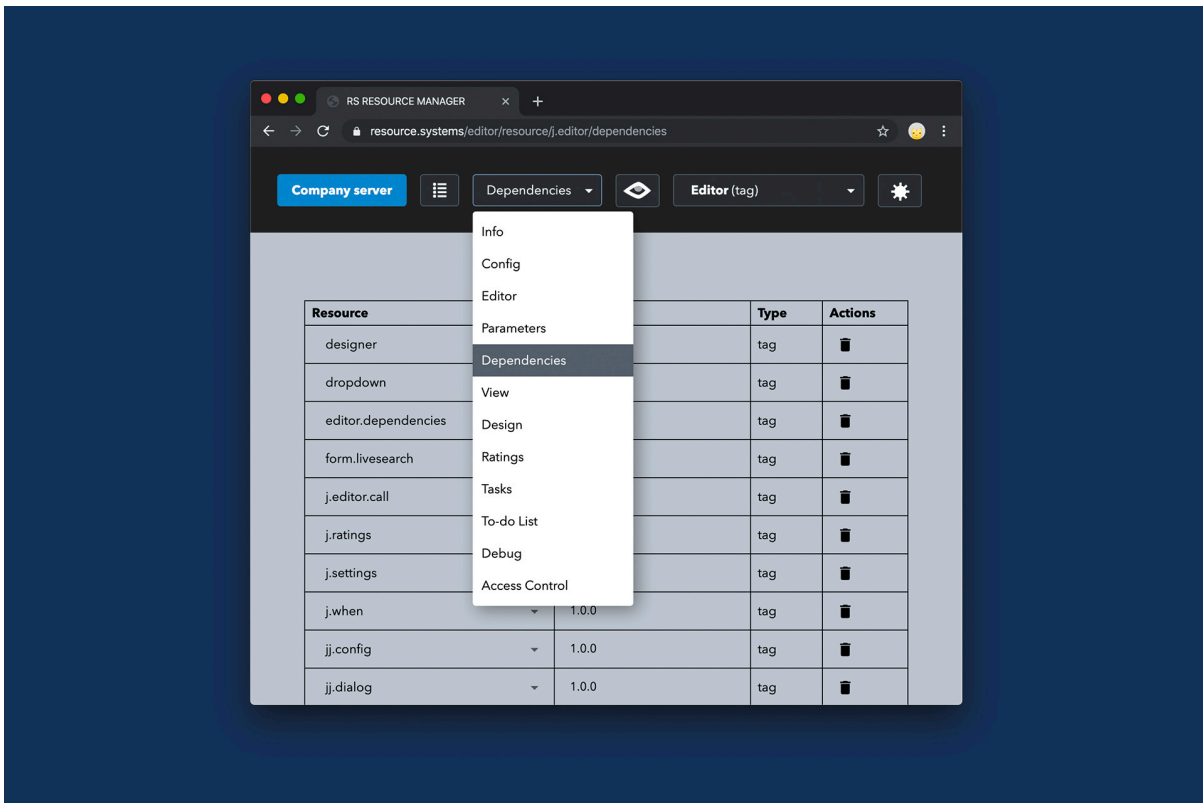 RS RESOURCE MANAGER
resource.systems/editor/resource/j.editor/dependencies
Company server
Dependencies
Editor (tag)
Info
Config
Editor
Parameters
Dependencies
View
Design
Ratings
Tasks
To-do List
Debug
Access Control
Resource Type Actions
designer tag
dropdown tag
editor.dependencies tag
form.livesearch tag
j.editor.call tag
j.ratings tag
j.settings tag
j.when 1.0.0 tag
jj.config 1.0.0 tag
jj.dialog 1.0.0 tag